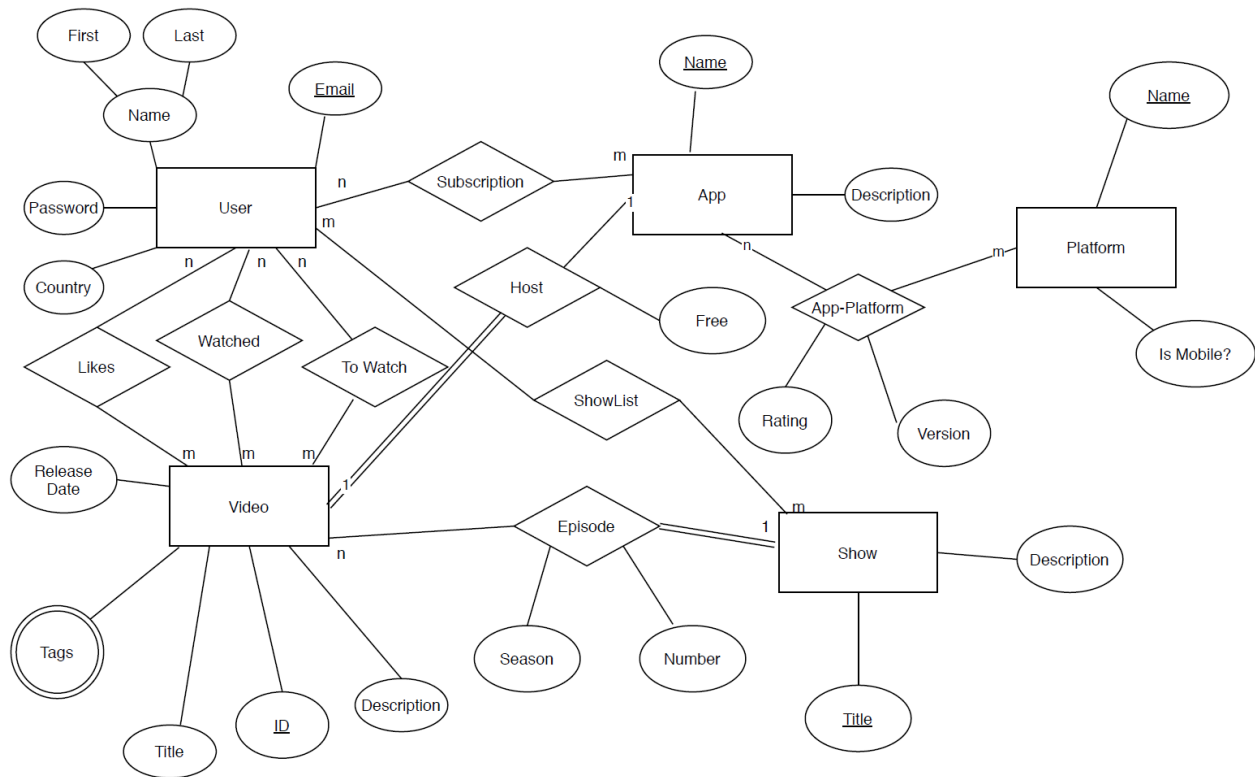 First
Last
Name
Email
Name
Name
User
Password
Country
n
Subscription
m
App
Description
Platform
m
1
n
m
n
n
n
Host
Free
App-Platform
Is Mobile?
Likes
Watched
To Watch
ShowList
Rating
Version
m
m
m
Release
Date
Video
1
n
Episode
1
m
Show
Description
Tags
Season
Number
Title
ID
Description
Title